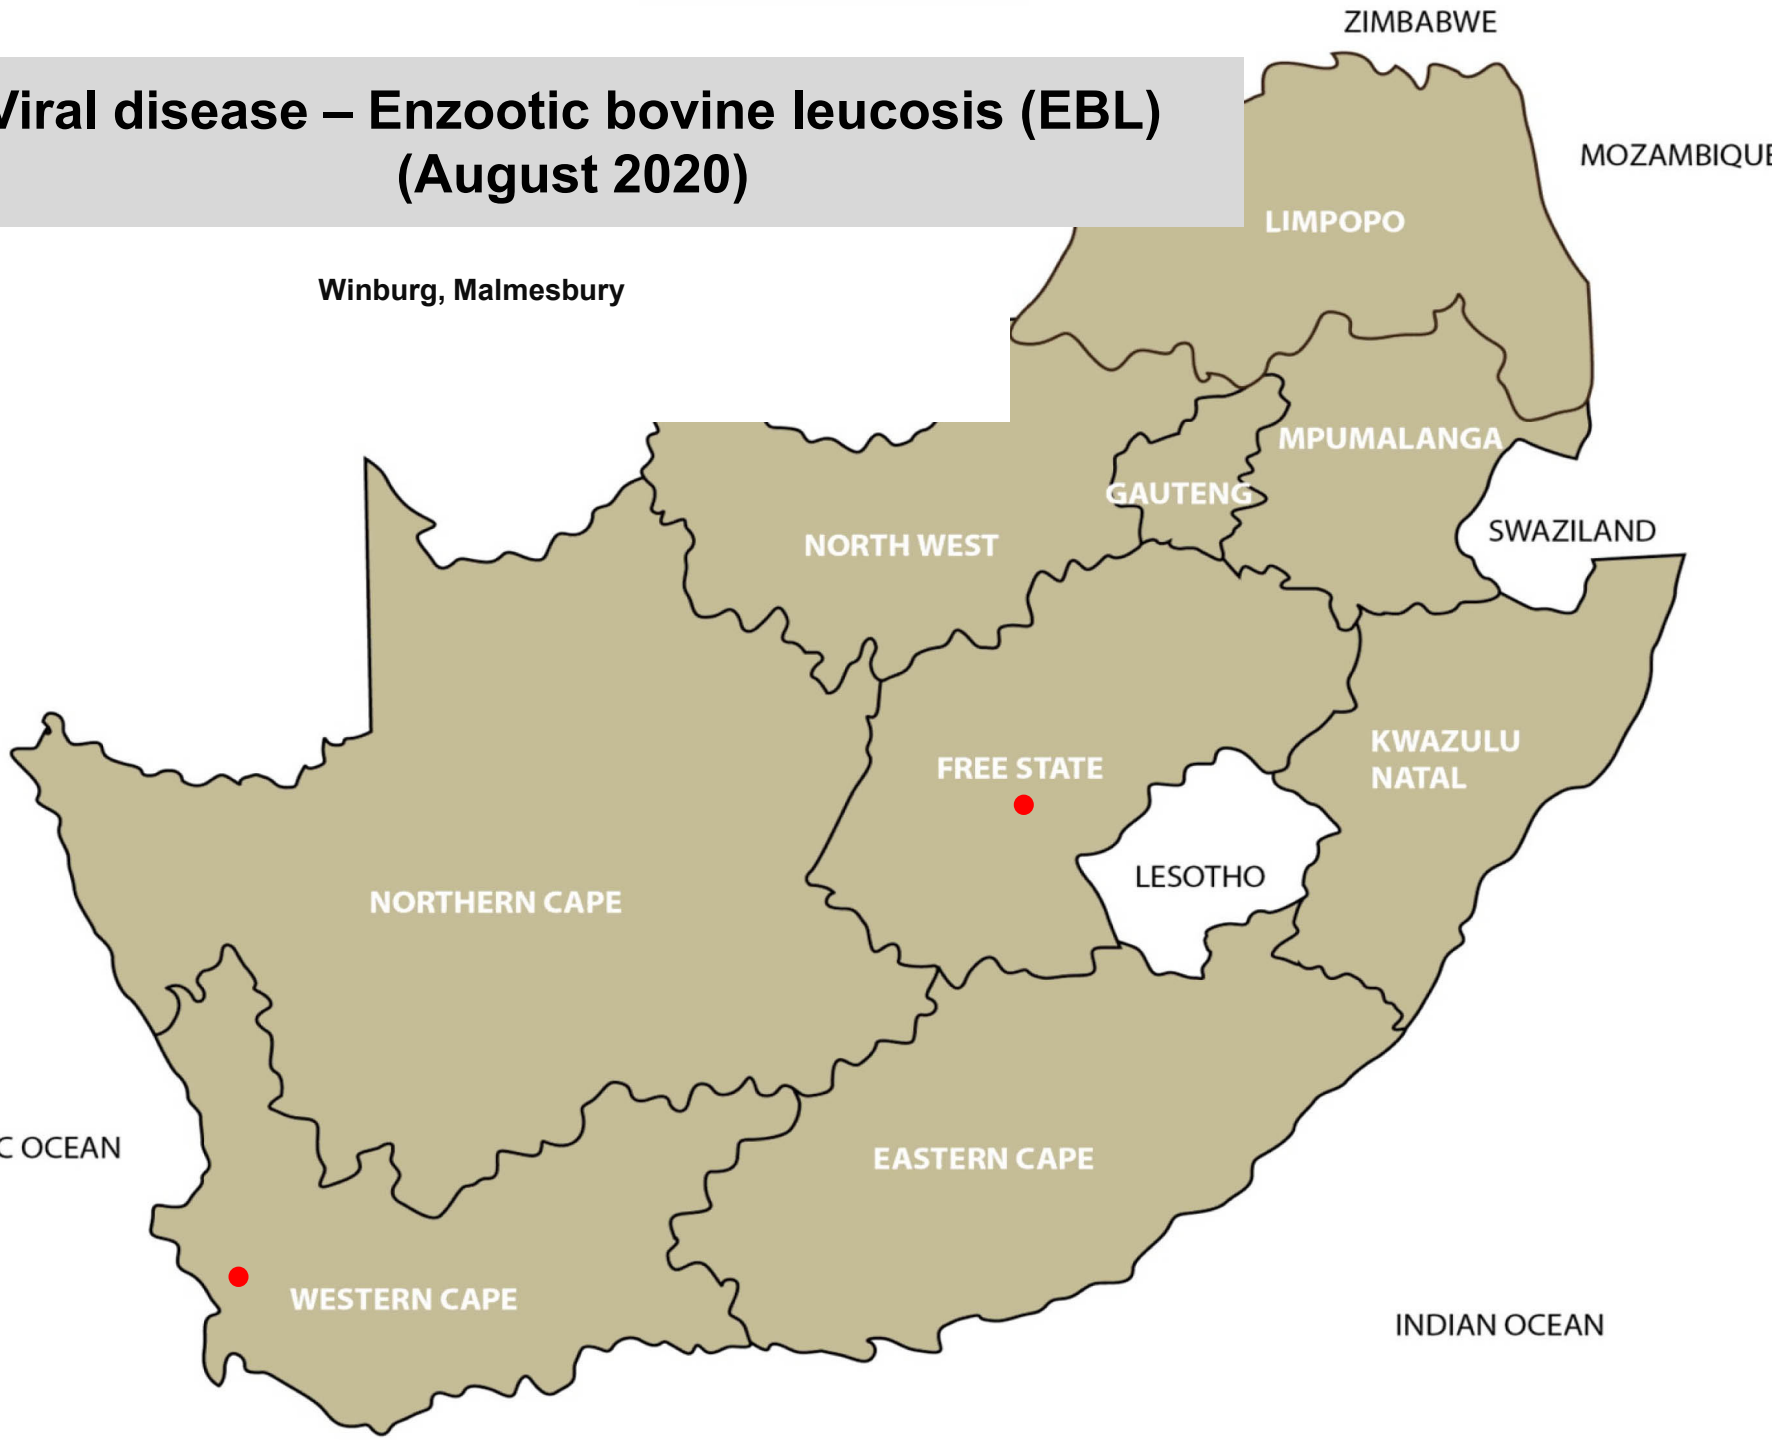 ZIMBABWE
Viral disease – Enzootic bovine leucosis (EBL)
(August 2020)
MOZAMBIQUE
LIMPOPO
Winburg, Malmesbury
MPUMALANGA
GAUTENG
SWAZILAND
NORTH WEST
KWAZULU
NATAL
FREE STATE
LESOTHO
NORTHERN CAPE
C OCEAN
EASTERN CAPE
WESTERN CAPE
INDIAN OCEAN